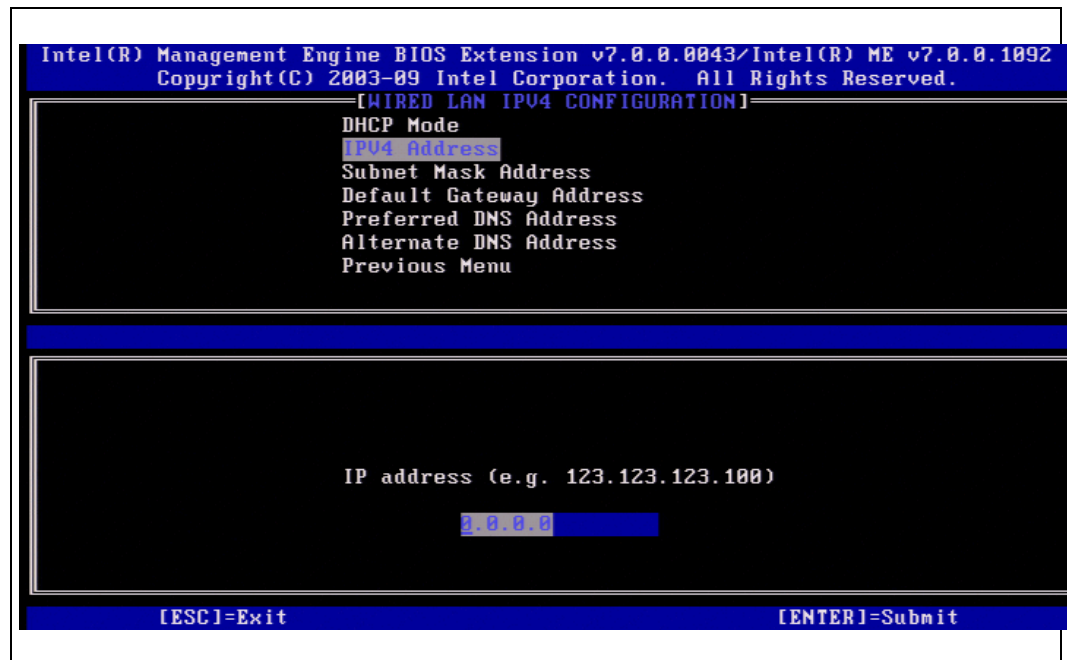 Intel(R) Management Engine BIOS Extension v7.0.0.0043/Intel(R) ME v7.0.0.1092
Copyright(C) 2003-09 Intel Corporation. All Rights Reserved.
[WIRED LAN IPV4 CONFIGURATION]
DHCP Mode
IPV4 Address
Subnet Mask Address
Default Gateway Address
Preferred DNS Address
Alternate DNS Address
Previous Menu
IP address (e.g. 123.123.123.100)
0.0.0.0
[ESC]=Exit [ENTER]=Submit